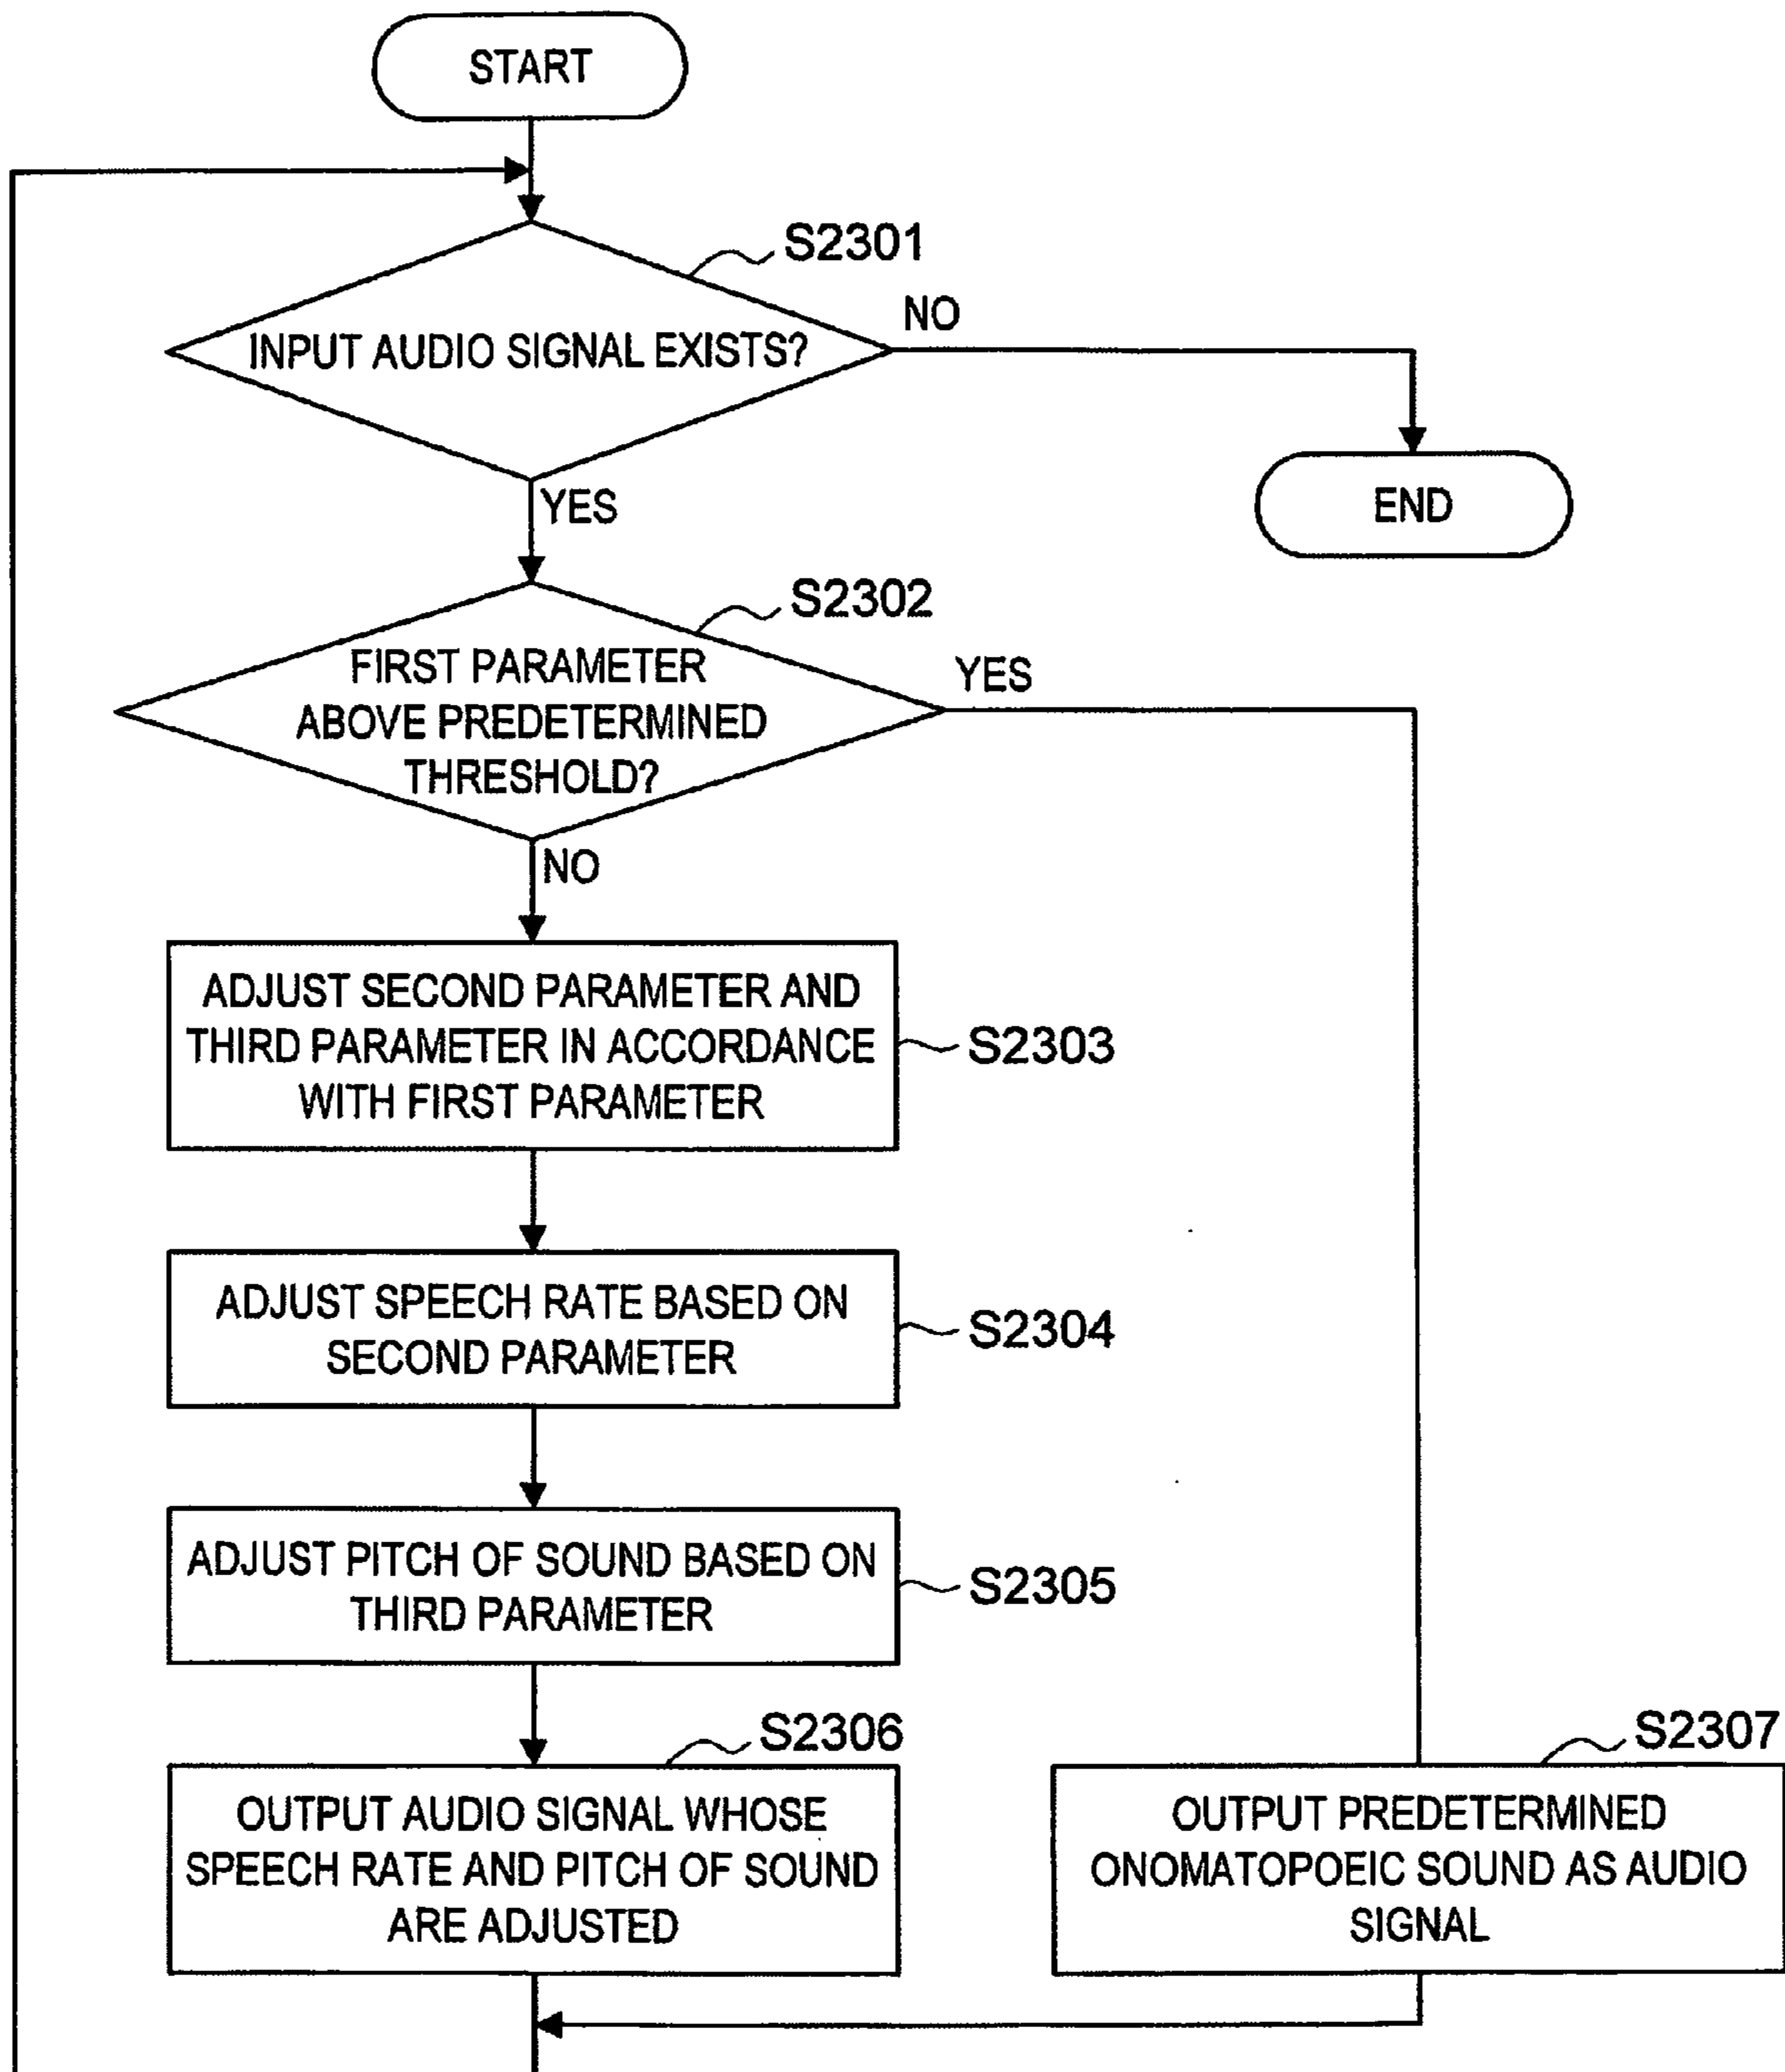 START
S2301
INPUT AUDIO SIGNAL EXISTS?
NO
END
YES
S2302
FIRST PARAMETER
ABOVE PREDETERMINED
THRESHOLD?
YES
NO
ADJUST SECOND PARAMETER AND
THIRD PARAMETER IN ACCORDANCE
WITH FIRST PARAMETER
S2303
ADJUST SPEECH RATE BASED ON
SECOND PARAMETER
S2304
ADJUST PITCH OF SOUND BASED ON
THIRD PARAMETER
S2305
S2306
OUTPUT AUDIO SIGNAL WHOSE
SPEECH RATE AND PITCH OF SOUND
ARE ADJUSTED
S2307
OUTPUT PREDETERMINED
ONOMATOPOEIC SOUND AS AUDIO
SIGNAL